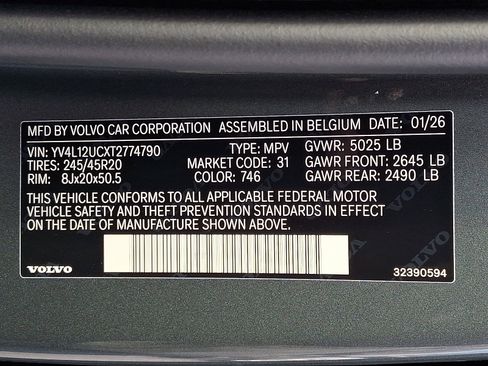 MFD BY VOLVO CAR CORPORATION ASSEMBLED IN BELGIUM DATE: 01/26
VIN: YV4L12UCXT2774790 TYPE: MPV GVWR: 5025 LB
TIRES: 245/45R20 MARKET CODE: 31 GAWR FRONT: 2645 LB
RIM: 8Jx20x50.5 COLOR: 746 GAWR REAR: 2490 LB
THIS VEHICLE CONFORMS TO ALL APPLICABLE FEDERAL MOTOR
VEHICLE SAFETY AND THEFT PREVENTION STANDARDS IN EFFECT
ON THE DATE OF MANUFACTURE SHOWN ABOVE.
VOLVO 32390594